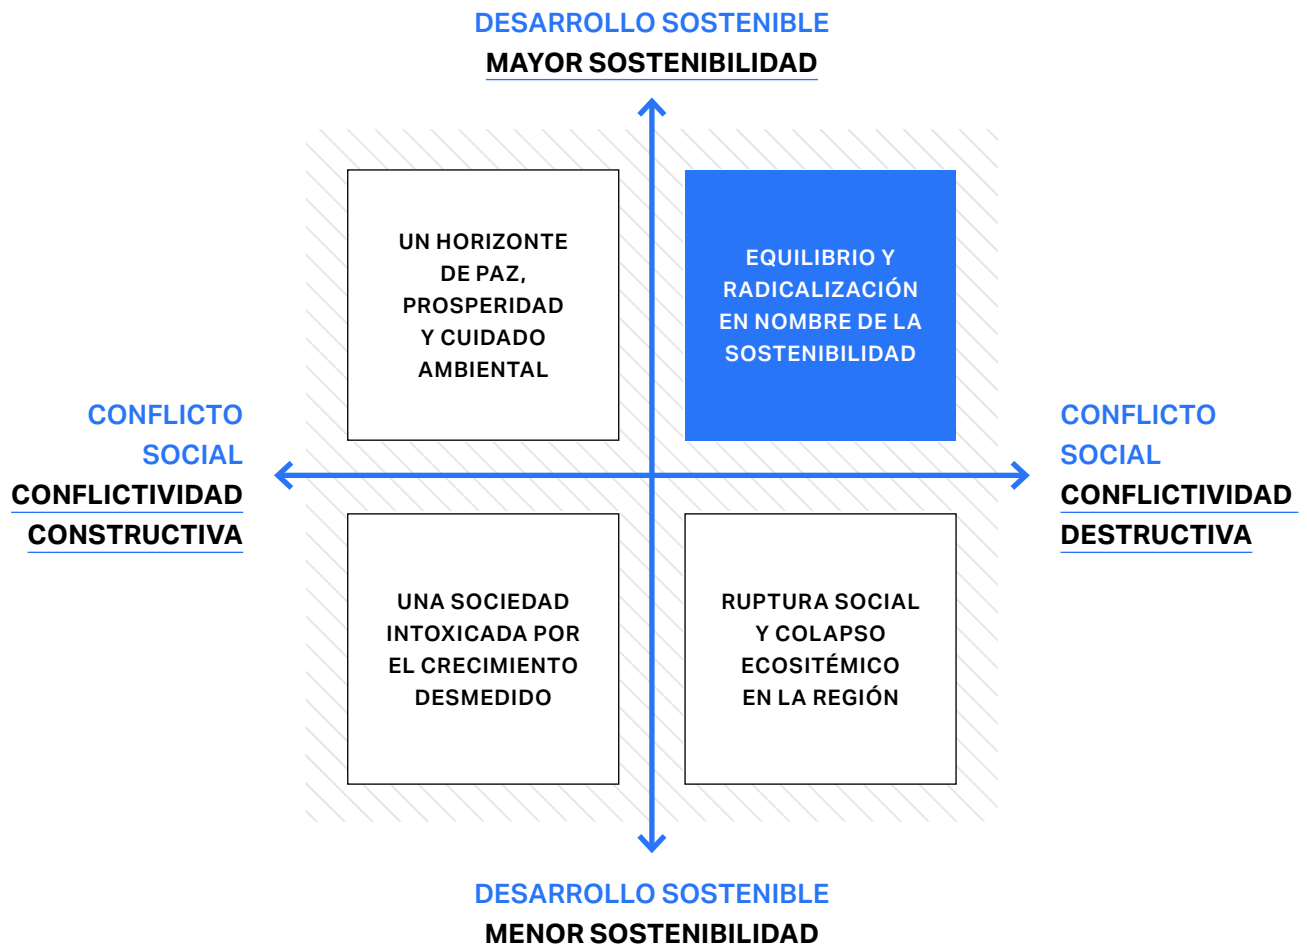 DESARROLLO SOSTENIBLE
MAYOR SOSTENIBILIDAD
UN HORIZONTE
DE PAZ,
PROSPERIDAD
Y CUIDADO
AMBIENTAL
EQUILIBRIO Y
RADICALIZACIÓN
EN NOMBRE DE LA
SOSTENIBILIDAD
CONFLICTO
SOCIAL
CONFLICTIVIDAD
CONSTRUCTIVA
CONFLICTO
SOCIAL
CONFLICTIVIDAD
DESTRUCTIVA
UNA SOCIEDAD
INTOXICADA POR
EL CRECIMIENTO
DESMEDIDO
RUPTURA SOCIAL
Y COLAPSO
ECOSITÉMICO
EN LA REGIÓN
DESARROLLO SOSTENIBLE
MENOR SOSTENIBILIDAD